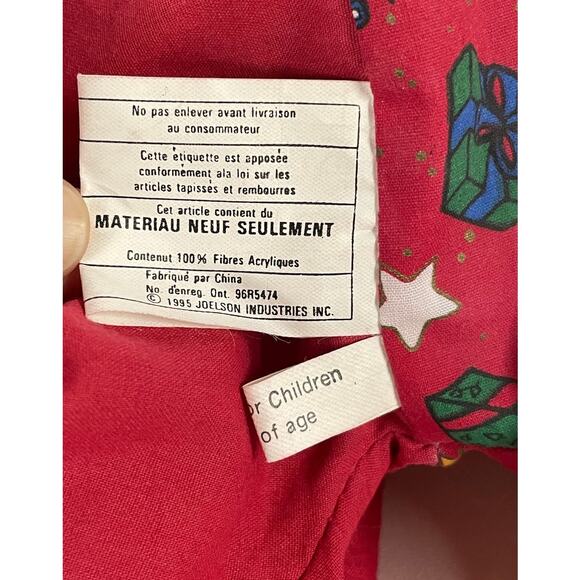 No pas enlever avant livraison
au consommateur
Cette étiquette est apposée
conformément ala loi sur les
articles tapissés et rembourres
Cet article contient du
MATERIAU NEUF SEULEMENT
Contenut 100% Fibres Acryliques
Fabriqué par China
No. d'enreg. Ont. 96R5474
© 1995 JOELSON INDUSTRIES INC.
or Children
of age